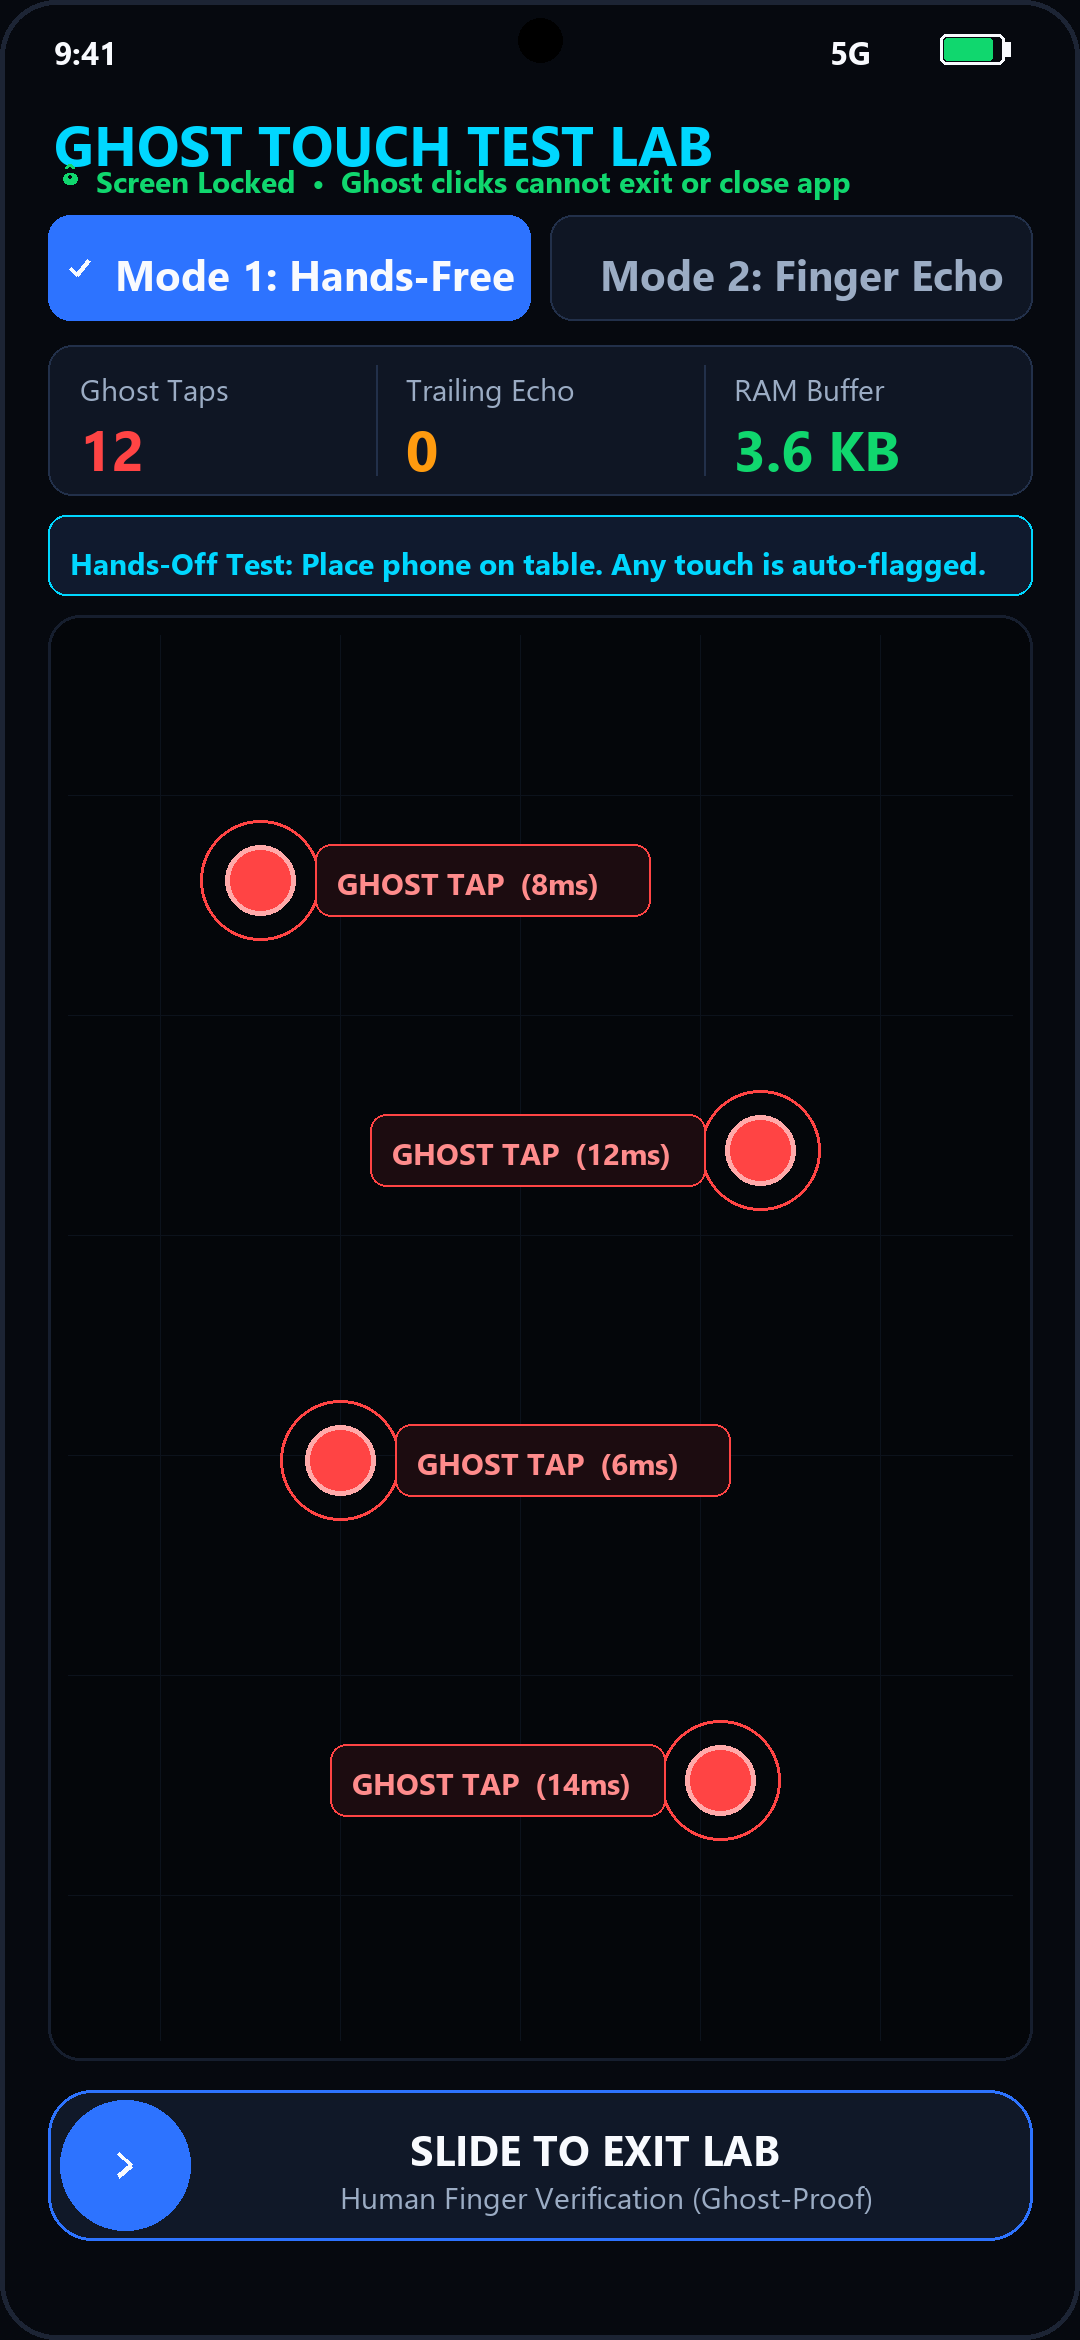 9:41
5G
GHOST TOUCH TEST LAB
Screen Locked • Ghost clicks cannot exit or close app
Mode 1: Hands-Free
Mode 2: Finger Echo
Ghost Taps
Trailing Echo
RAM Buffer
12
0
3.6 KB
Hands-Off Test: Place phone on table. Any touch is auto-flagged.
GHOST TAP (8ms)
GHOST TAP (12ms)
GHOST TAP (6ms)
GHOST TAP (14ms)
SLIDE TO EXIT LAB
Human Finger Verification (Ghost-Proof)